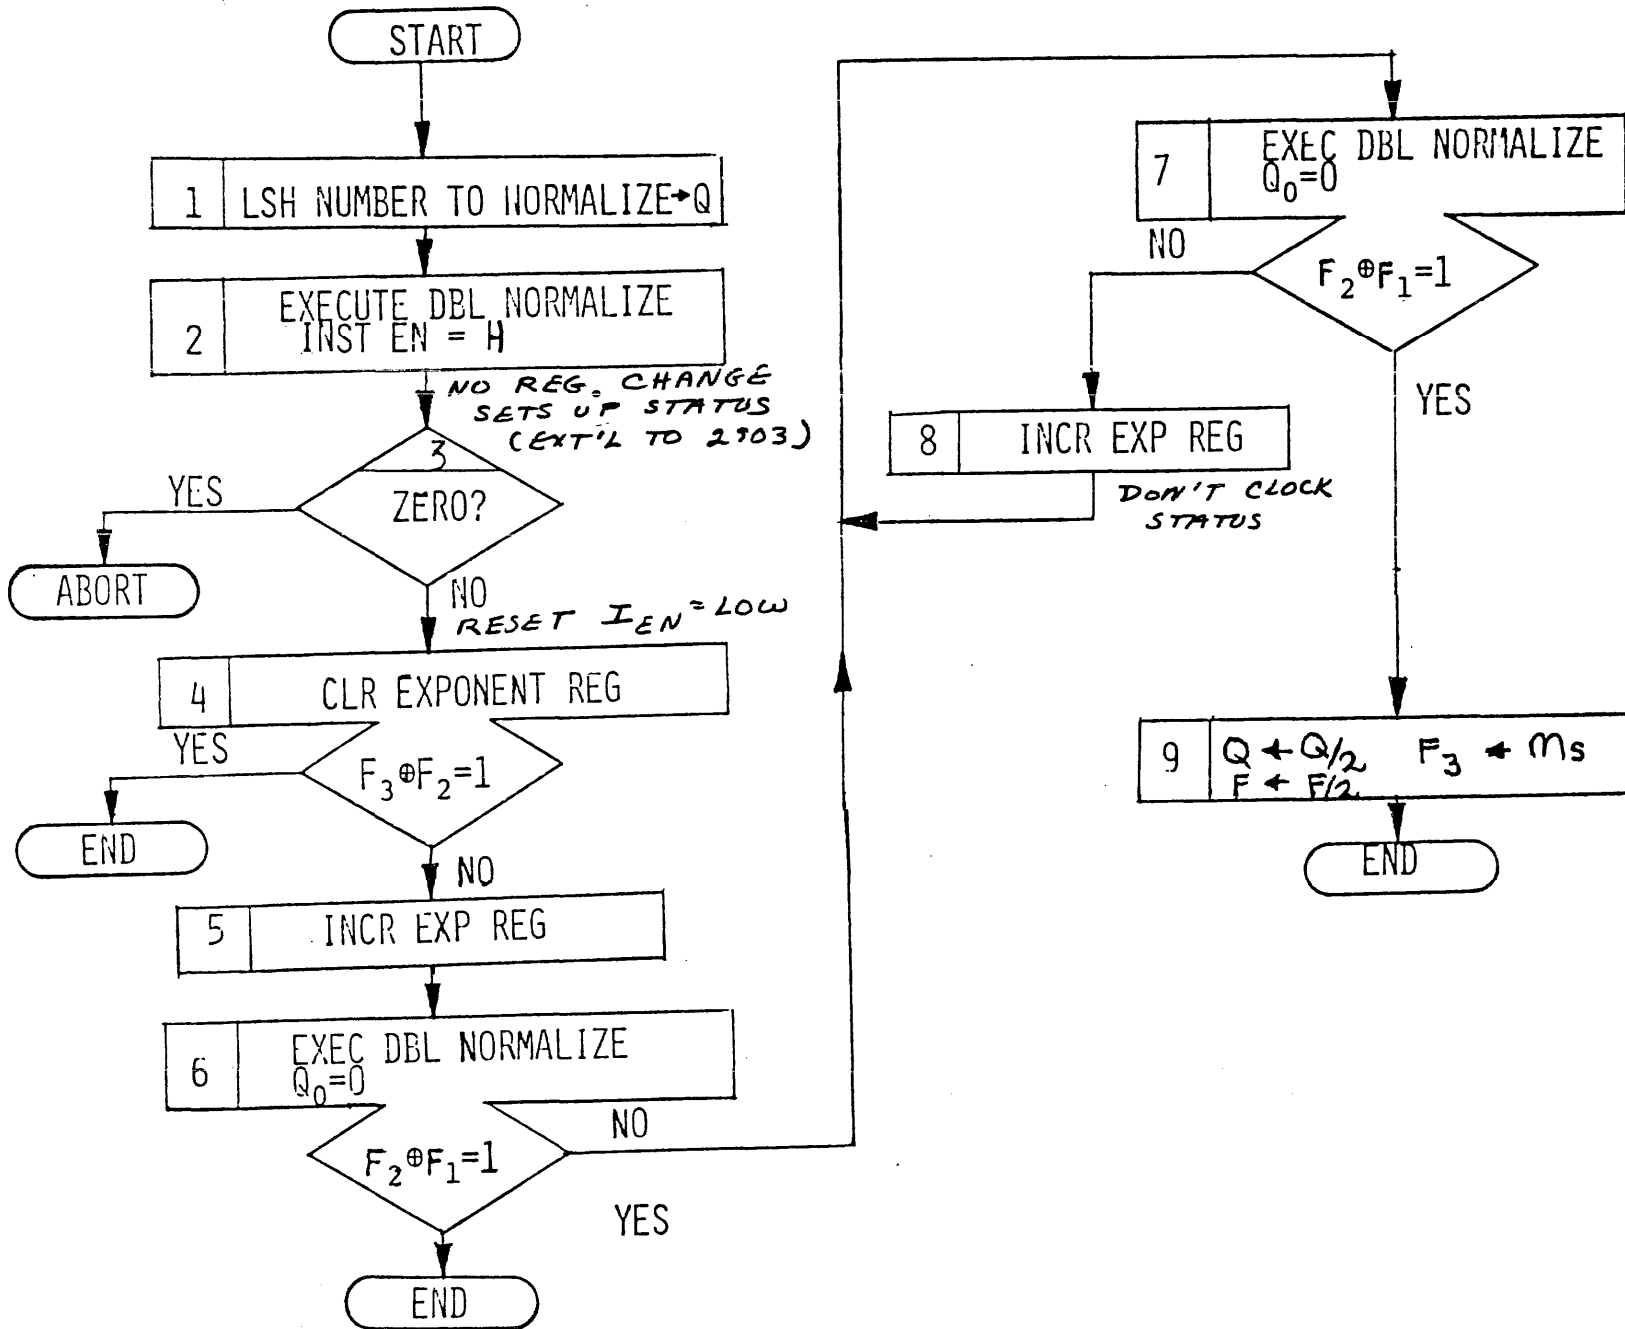 START
1 LSH NUMBER TO NORMALIZE→Q
2 EXECUTE DBL NORMALIZE
INST EN = H
NO REG. CHANGE
SETS UP STATUS
(EXT'L TO 2903)
3
ZERO?
YES
ABORT
NO
RESET I_EN = LOW
4 CLR EXPONENT REG
YES
F₃⊕F₂=1
END
NO
5 INCR EXP REG
6 EXEC DBL NORMALIZE
Q₀=0
NO
F₂⊕F₁=1
YES
END
7 EXEC DBL NORMALIZE
Q₀=0
NO
F₂⊕F₁=1
YES
8 INCR EXP REG
DON'T CLOCK
STATUS
9 Q ← Q/2 F₃ ← Ms
F ← F/2
END